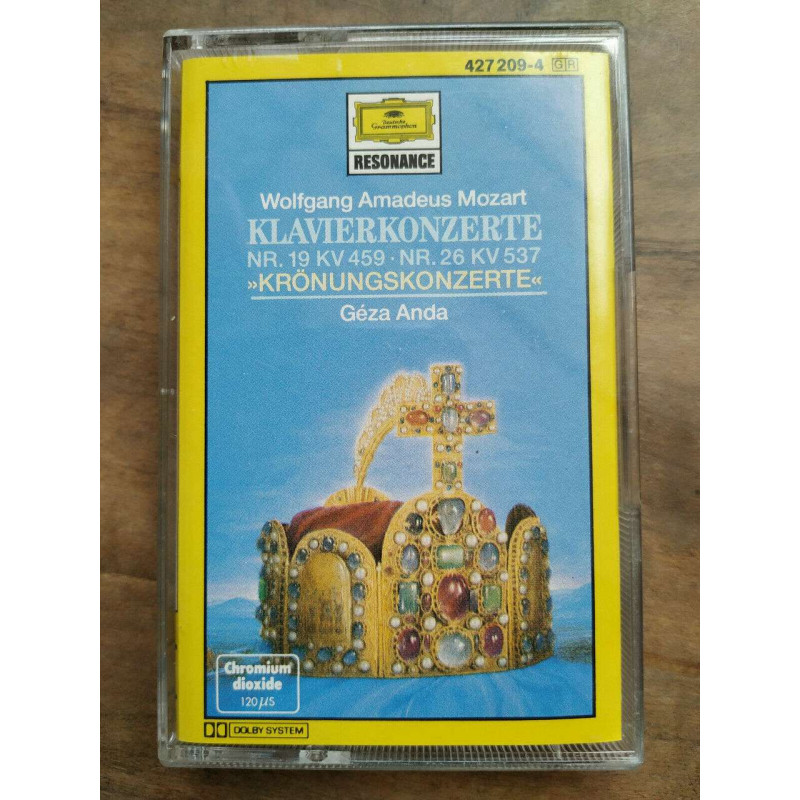 427 209-4 GR
Deutsche
Grammophon
RESONANCE
Wolfgang Amadeus Mozart
KLAVIERKONZERTE
NR. 19 KV 459 · NR. 26 KV 537
»KRÖNUNGSKONZERTE«
Géza Anda
Chromium
dioxide
120 µS
DOLBY SYSTEM